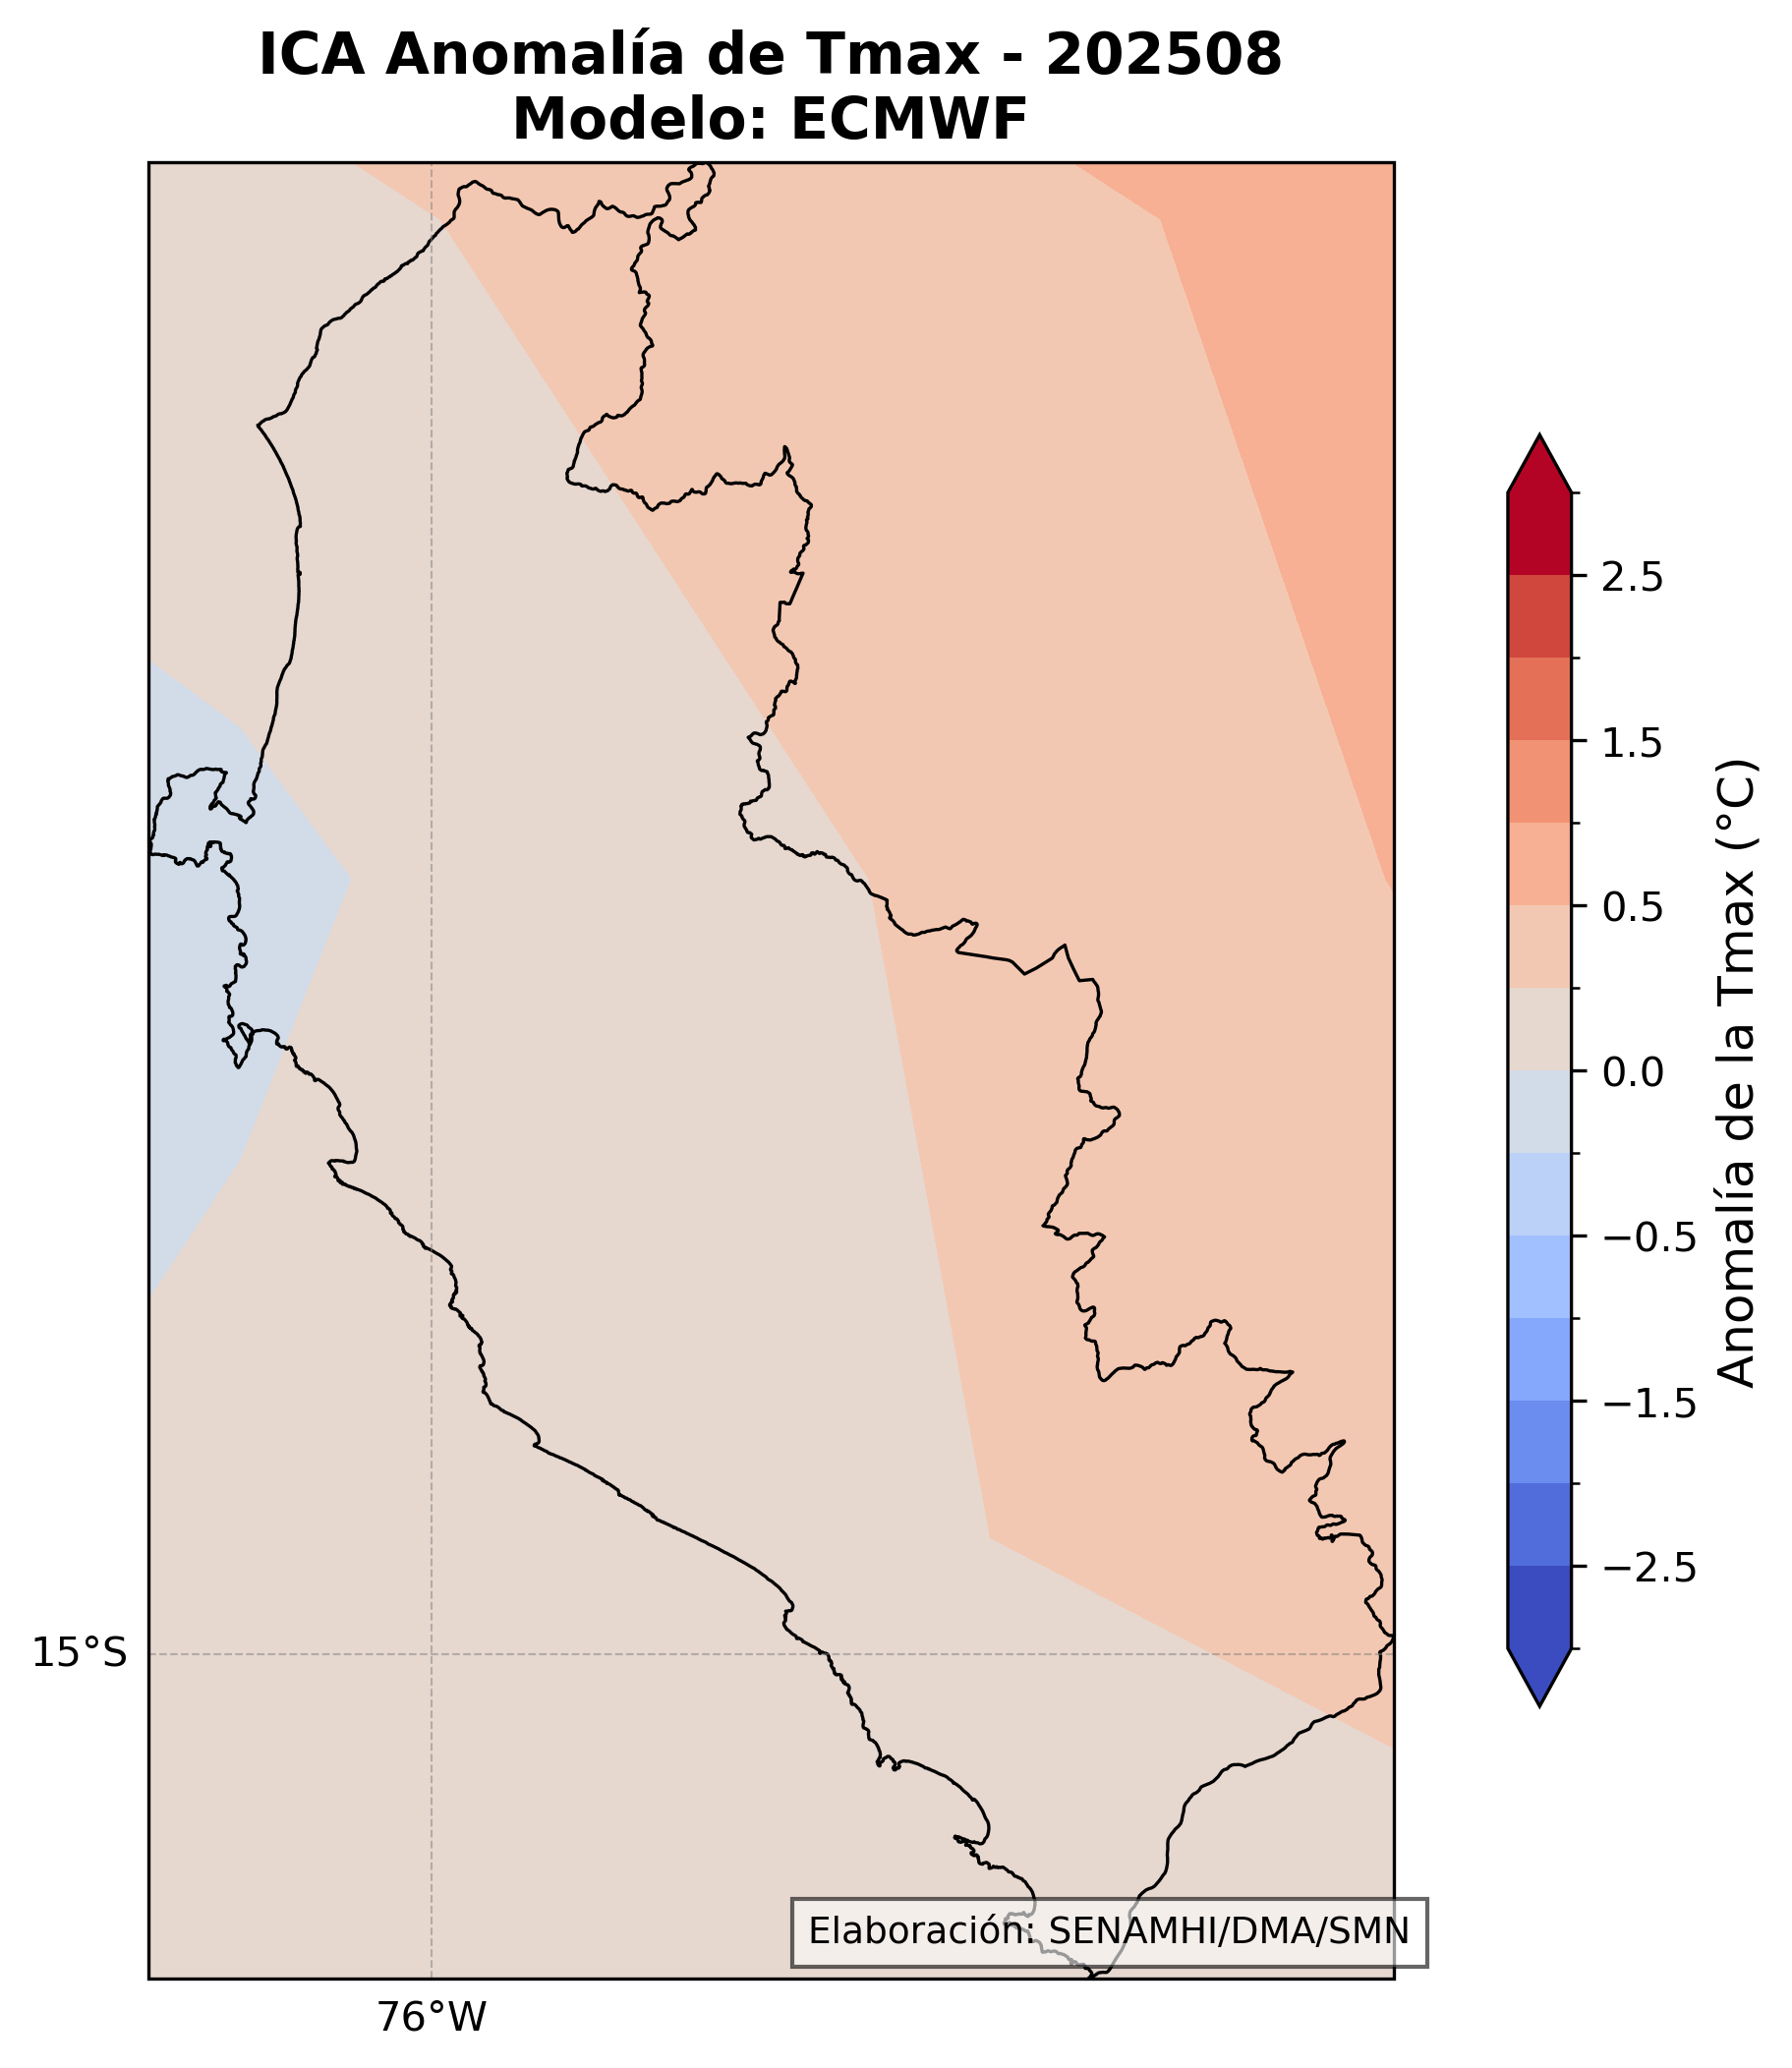 ICA Anomalía de Tmax - 202508
Modelo: ECMWF
2.5
1.5
0.5
0.0
−0.5
−1.5
−2.5
Anomalía de la Tmax (°C)
15°S
76°W
Elaboración: SENAMHI/DMA/SMN